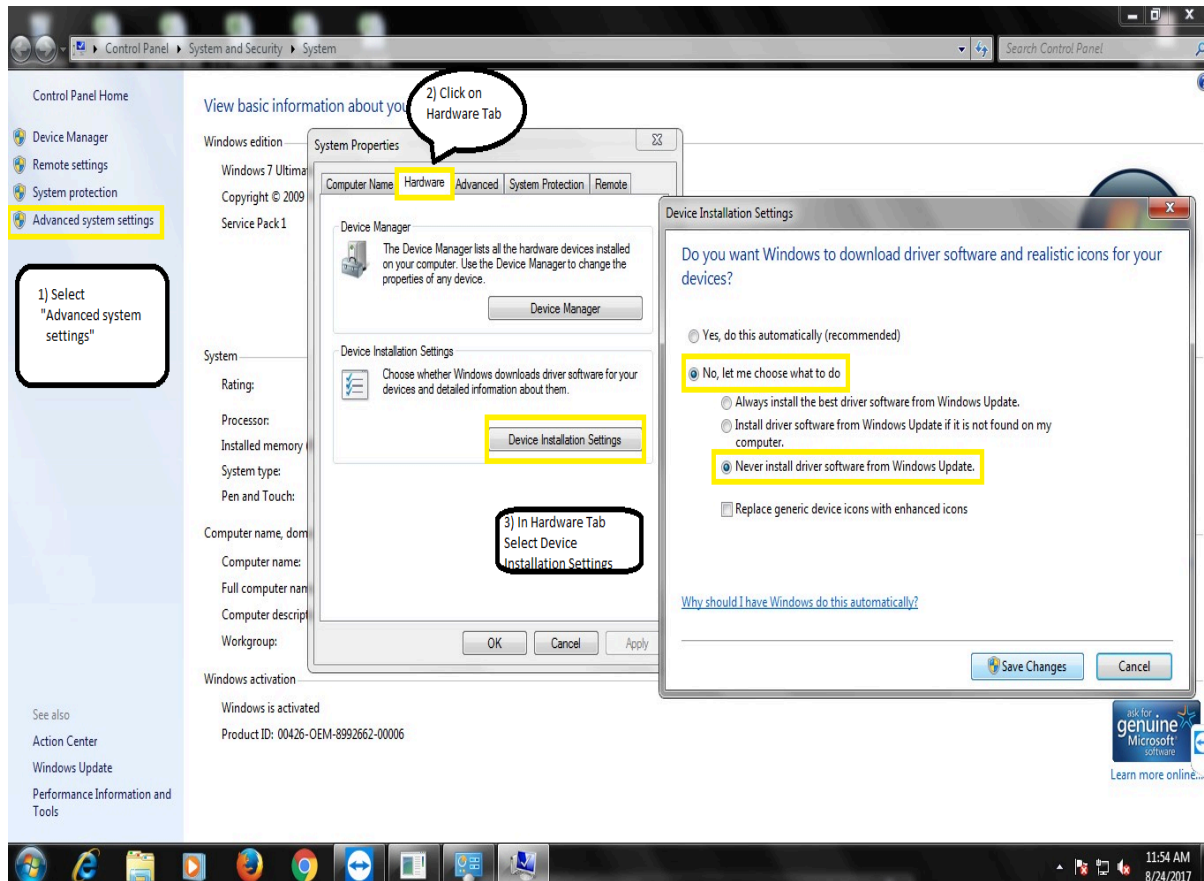 Control Panel ▸ System and Security ▸ System
Search Control Panel
Control Panel Home
Device Manager
Remote settings
System protection
Advanced system settings
1) Select
"Advanced system
settings"
See also
Action Center
Windows Update
Performance Information and
Tools
View basic information about you
Windows edition
Windows 7 Ultima
Copyright © 2009
Service Pack 1
System
Rating:
Processor:
Installed memory
System type:
Pen and Touch:
Computer name, dom
Computer name:
Full computer nam
Computer descript
Workgroup:
Windows activation
Windows is activated
Product ID: 00426-OEM-8992662-00006
2) Click on
Hardware Tab
System Properties
Computer Name Hardware Advanced System Protection Remote
Device Manager
The Device Manager lists all the hardware devices installed
on your computer. Use the Device Manager to change the
properties of any device.
Device Manager
Device Installation Settings
Choose whether Windows downloads driver software for your
devices and detailed information about them.
Device Installation Settings
3) In Hardware Tab
Select Device
Installation Settings
OK Cancel Apply
Device Installation Settings
Do you want Windows to download driver software and realistic icons for your
devices?
Yes, do this automatically (recommended)
No, let me choose what to do
Always install the best driver software from Windows Update.
Install driver software from Windows Update if it is not found on my
computer.
Never install driver software from Windows Update.
Replace generic device icons with enhanced icons
Why should I have Windows do this automatically?
Save Changes Cancel
ask for
genuine
Microsoft
software
Learn more online...
11:54 AM
8/24/2017